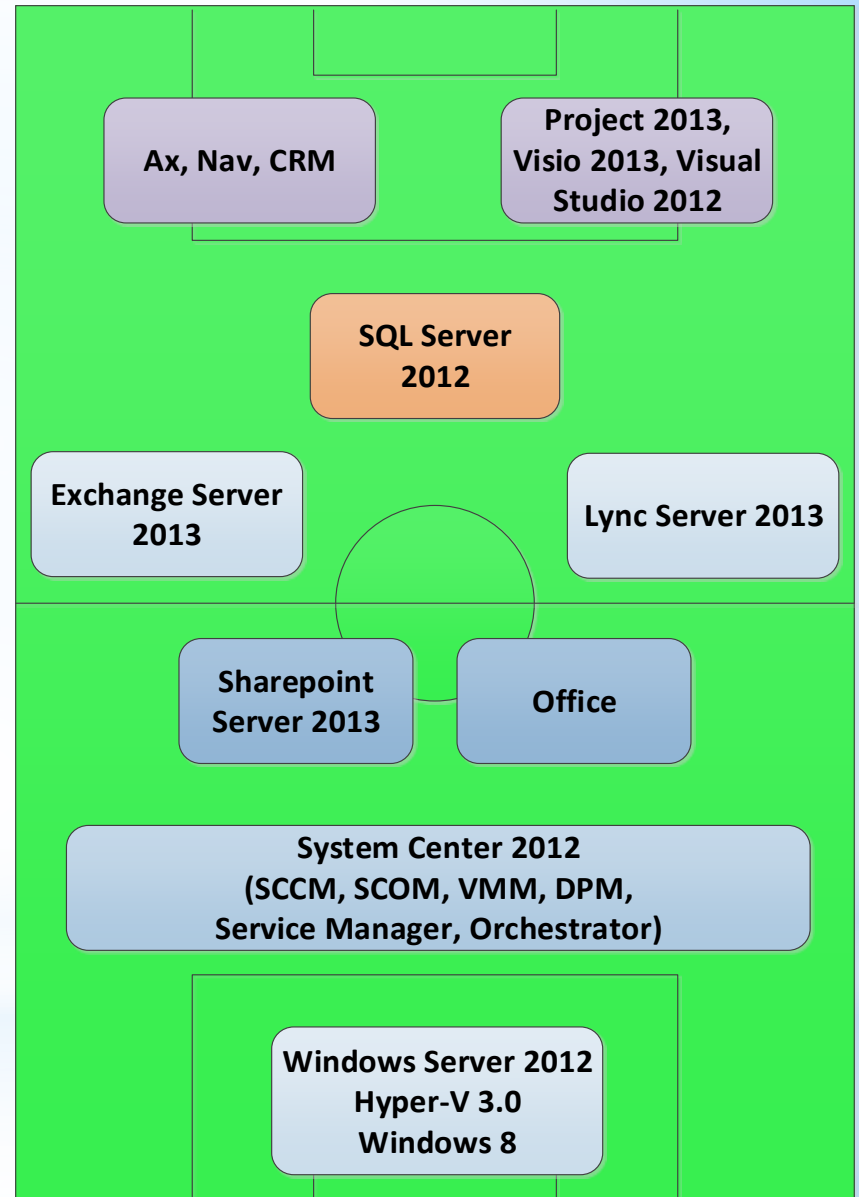 Ax, Nav, CRM
Project 2013,
Visio 2013, Visual
Studio 2012
SQL Server
2012
Exchange Server
2013
Lync Server 2013
Sharepoint
Server 2013
Office
System Center 2012
(SCCM, SCOM, VMM, DPM,
Service Manager, Orchestrator)
Windows Server 2012
Hyper-V 3.0
Windows 8